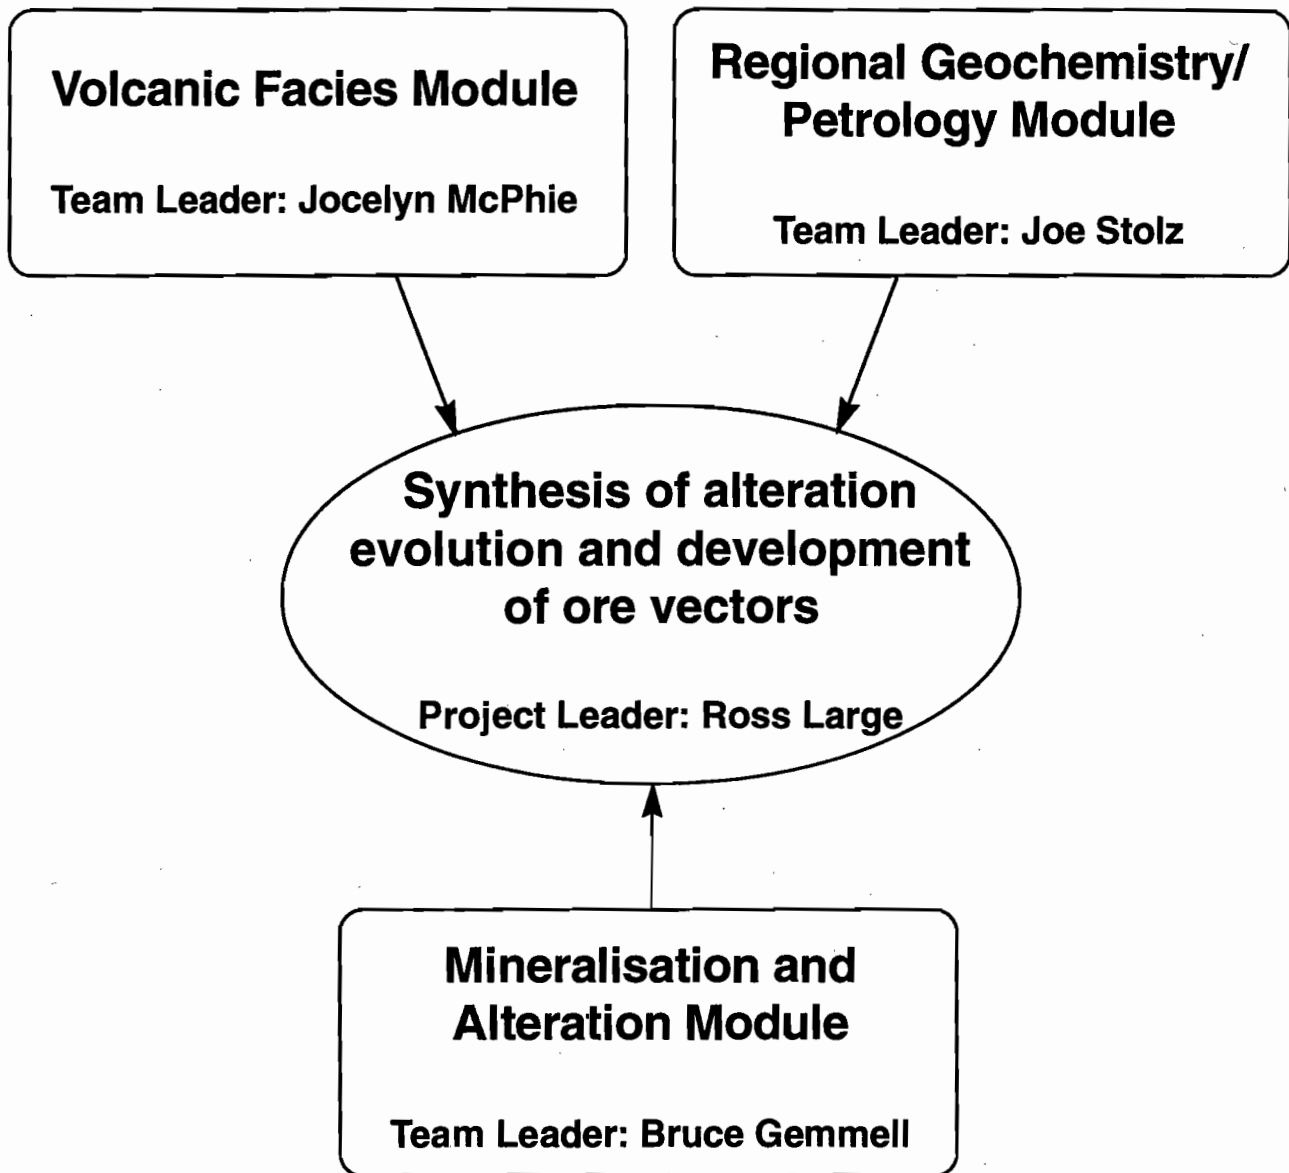 Volcanic Facies Module
Team Leader: Jocelyn McPhie
Regional Geochemistry/
Petrology Module
Team Leader: Joe Stolz
Synthesis of alteration
evolution and development
of ore vectors
Project Leader: Ross Large
Mineralisation and
Alteration Module
Team Leader: Bruce Gemmell